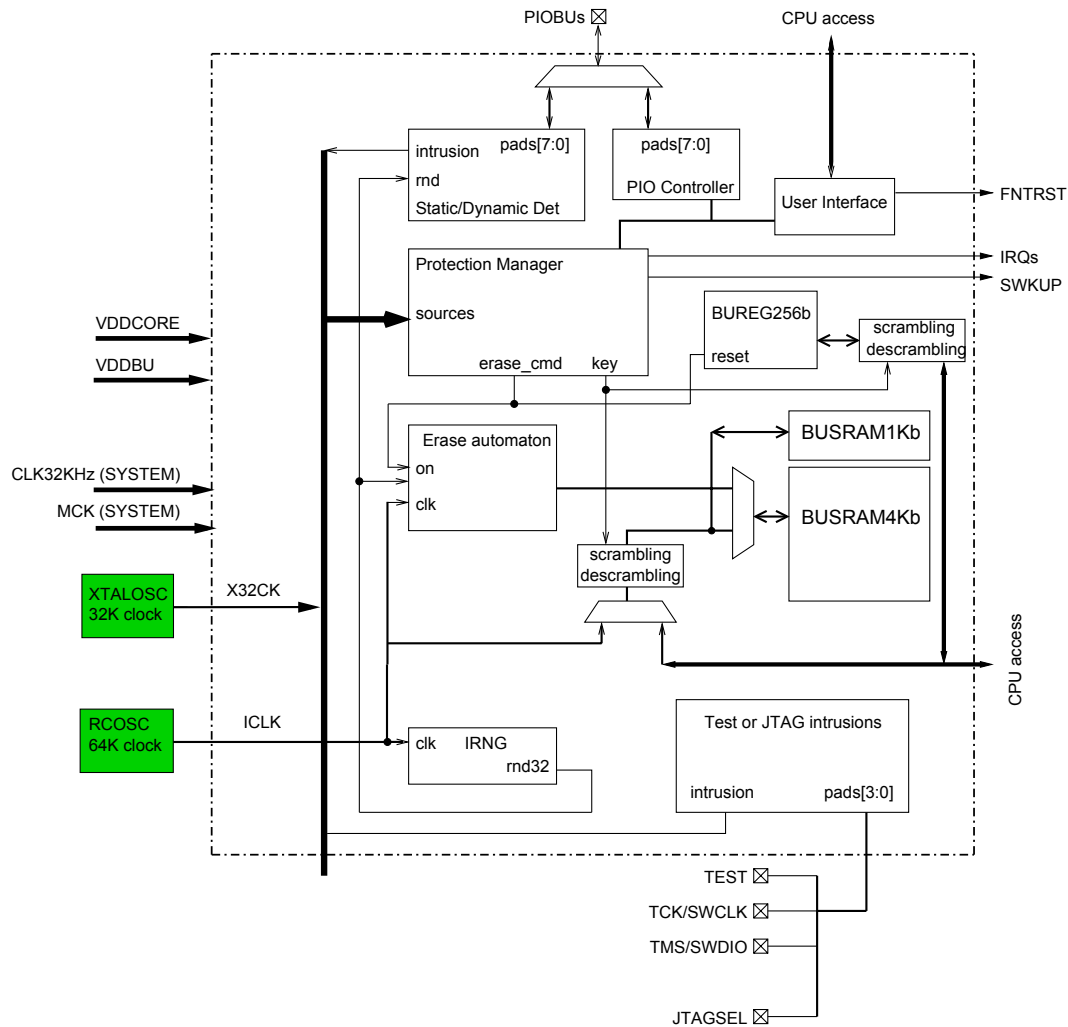 PIOBUs
CPU access
intrusion
pads[7:0]
rnd
Static/Dynamic Det
pads[7:0]
PIO Controller
User Interface
FNTRST
Protection Manager
sources
erase_cmd
key
IRQs
SWKUP
BUREG256b
reset
scrambling
descrambling
VDDCORE
VDDBU
Erase automaton
on
clk
BUSRAM1Kb
BUSRAM4Kb
CLK32KHz (SYSTEM)
MCK (SYSTEM)
scrambling
descrambling
XTALOSC
32K clock
X32CK
CPU access
RCOSC
64K clock
ICLK
clk
IRNG
rnd32
Test or JTAG intrusions
intrusion
pads[3:0]
TEST
TCK/SWCLK
TMS/SWDIO
JTAGSEL